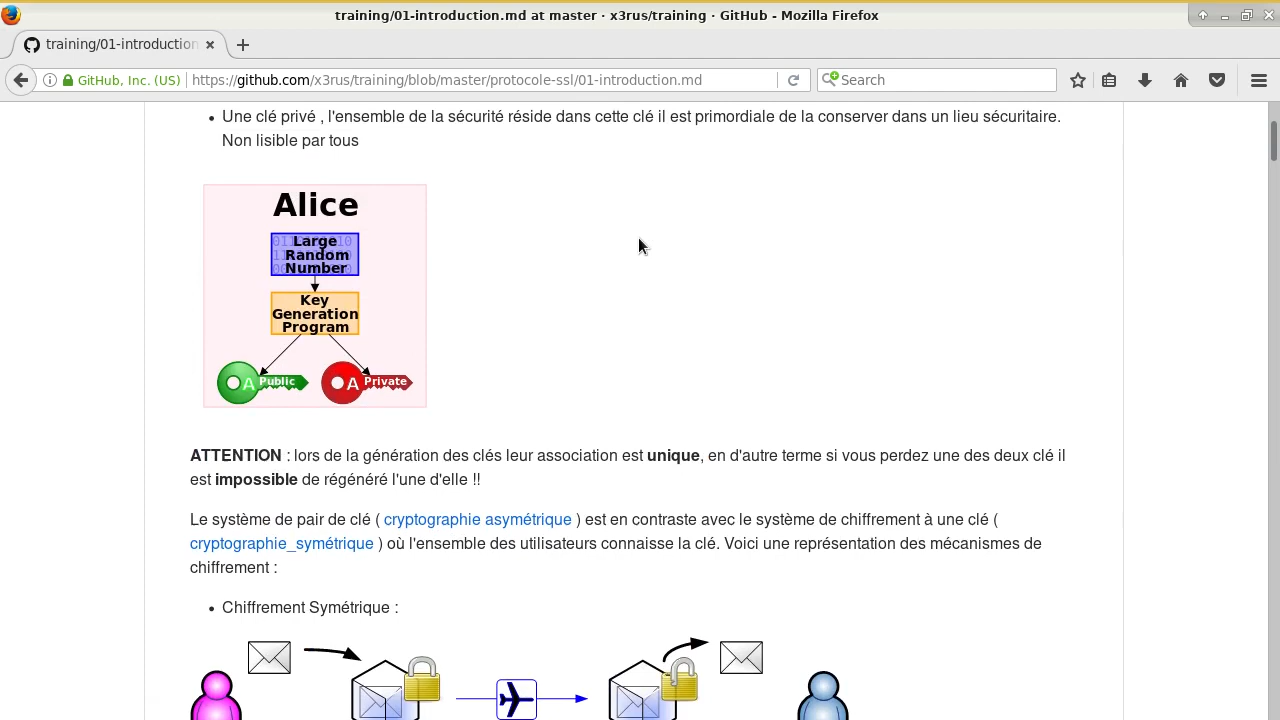 training/01-introduction.md at master · x3rus/training · GitHub - Mozilla Firefox
training/01-introduction
GitHub, Inc. (US)
https://github.com/x3rus/training/blob/master/protocole-ssl/01-introduction.md
Search
Une clé privé , l'ensemble de la sécurité réside dans cette clé il est primordiale de la conserver dans un lieu sécuritaire.
Non lisible par tous
Alice
Large
Random
Number
Key
Generation
Program
A Public
A Private
ATTENTION : lors de la génération des clés leur association est unique, en d'autre terme si vous perdez une des deux clé il
est impossible de régénéré l'une d'elle !!
Le système de pair de clé ( cryptographie asymétrique ) est en contraste avec le système de chiffrement à une clé (
cryptographie_symétrique ) où l'ensemble des utilisateurs connaisse la clé. Voici une représentation des mécanismes de
chiffrement :
Chiffrement Symétrique :